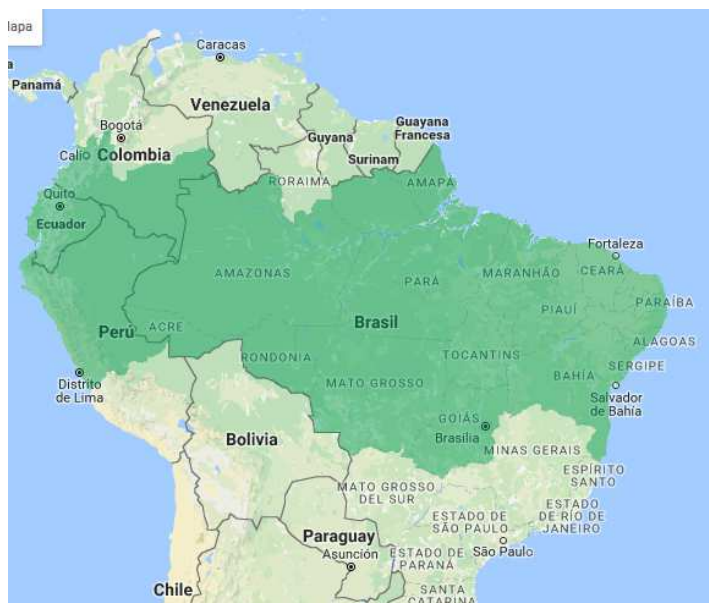 Mapa
Caracas
Panamá
Venezuela
Bogotá
Guyana
Guayana
Francesa
Surinam
Cali
Colombia
RORAIMA
AMAPÁ
Quito
Ecuador
Fortaleza
AMAZONAS
PARÁ
MARANHÃO
CEARÁ
PIAUÍ
PARAÍBA
Perú
ACRE
Brasil
ALAGOAS
RONDONIA
TOCANTINS
SERGIPE
MATO GROSSO
BAHÍA
Distrito
de Lima
Salvador
de Bahía
GOIÁS
Brasilia
Bolivia
MINAS GERAIS
ESPÍRITO
SANTO
MATO GROSSO
DEL SUR
ESTADO DE
SÃO PAULO
ESTADO
DE RÍO DE
JANEIRO
Paraguay
Asunción
São Paulo
ESTADO DE
PARANÁ
Chile
SANTA
CATARINA